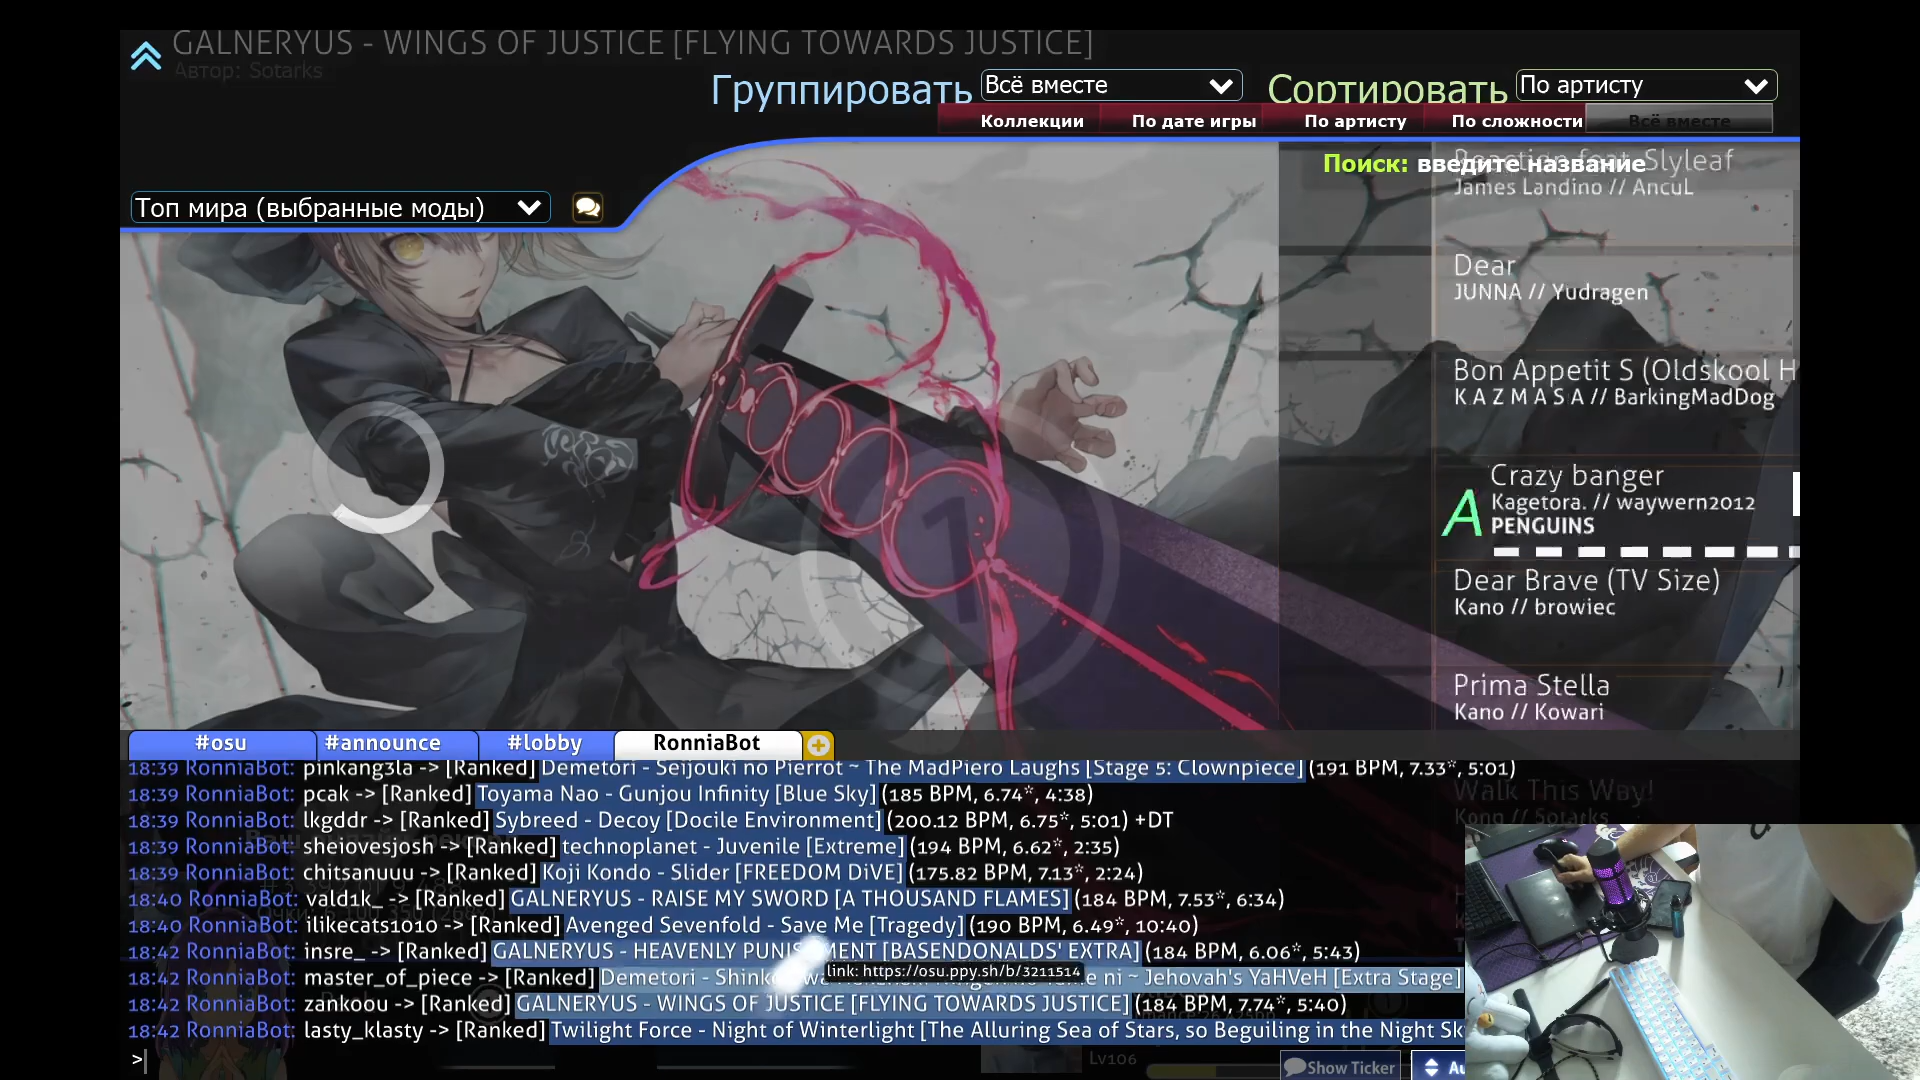 GALNERYUS - WINGS OF JUSTICE [FLYING TOWARDS JUSTICE]
Автор: Sotarks
Группировать
Всё вместе
Сортировать
По артисту
Коллекции
По дате игры
По артисту
По сложности
Всё вместе
Поиск: введите название
Reaction feat. Slyleaf
James Landino // AncuL
Топ мира (выбранные моды)
Dear
JUNNA // Yudragen
Bon Appetit S (Oldskool H
K A Z M A S A // BarkingMadDog
A
Crazy banger
Kagetora. // waywern2012
PENGUINS
Dear Brave (TV Size)
Kano // browiec
Prima Stella
Kano // Kowari
Walk This Way!
#osu
#announce
#lobby
RonniaBot
18:39 RonniaBot: pinkang3la -> [Ranked] Demetori - Seijouki no Pierrot ~ The MadPiero Laughs [Stage 5: Clownpiece] (191 BPM, 7.33*, 5:01)
18:39 RonniaBot: pcak -> [Ranked] Toyama Nao - Gunjou Infinity [Blue Sky] (185 BPM, 6.74*, 4:38)
18:39 RonniaBot: lkgddr -> [Ranked] Sybreed - Decoy [Docile Environment] (200.12 BPM, 6.75*, 5:01) +DT
18:39 RonniaBot: sheiovesjosh -> [Ranked] technoplanet - Juvenile [Extreme] (194 BPM, 6.62*, 2:35)
18:39 RonniaBot: chitsanuuu -> [Ranked] Koji Kondo - Slider [FREEDOM DiVE] (175.82 BPM, 7.13*, 2:24)
18:40 RonniaBot: vald1k_ -> [Ranked] GALNERYUS - RAISE MY SWORD [A THOUSAND FLAMES] (184 BPM, 7.53*, 6:34)
18:40 RonniaBot: ilikecats1010 -> [Ranked] Avenged Sevenfold - Save Me [Tragedy] (190 BPM, 6.49*, 10:40)
18:42 RonniaBot: insre_ -> [Ranked] GALNERYUS - HEAVENLY PUNISHMENT [BASENDONALDS' EXTRA] (184 BPM, 6.06*, 5:43)
link: https://osu.ppy.sh/b/3211514
18:42 RonniaBot: master_of_piece -> [Ranked] Demetori - ni ~ Jehovah's YaHVeH [Extra Stage]
18:42 RonniaBot: zankoou -> [Ranked] GALNERYUS - WINGS OF JUSTICE [FLYING TOWARDS JUSTICE] (184 BPM, 7.74*, 5:40)
18:42 RonniaBot: lasty_klasty -> [Ranked] Twilight Force - Night of Winterlight [The Alluring Sea of Stars, so Beguiling in the Night Sk
>
Lv106
Show Ticker
Au